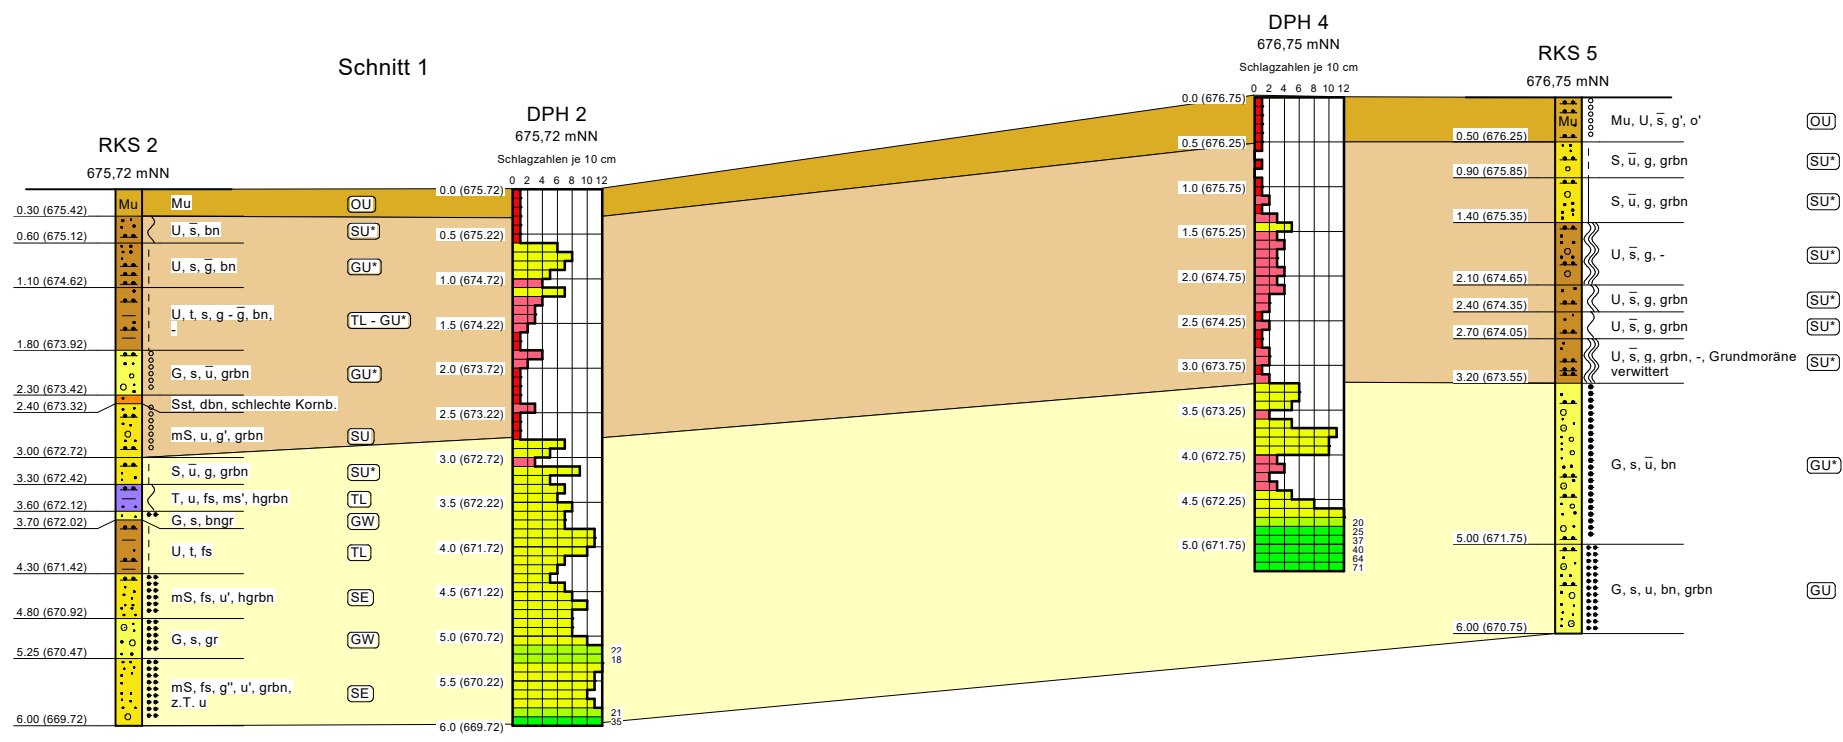 Schnitt 1
RKS 2
675,72 mNN
Mu
0.30 (675.42)
0.60 (675.12)
1.10 (674.62)
1.80 (673.92)
2.30 (673.42)
2.40 (673.32)
3.00 (672.72)
3.30 (672.42)
3.60 (672.12)
3.70 (672.02)
4.30 (671.42)
4.80 (670.92)
5.25 (670.47)
6.00 (669.72)
Mu OU
U, s̅, bn SU*
U, s, g̅, bn GU*
U, t, s, g - g̅, bn,
- TL - GU*
G, s, u̅, grbn GU*
Sst, dbn, schlechte Kornb.
mS, u, g', grbn SU
S, u̅, g, grbn SU*
T, u, fs, ms', hgrbn TL
G, s, bngr GW
U, t, fs TL
mS, fs, u', hgrbn SE
G, s, gr GW
mS, fs, g'', u', grbn,
z.T. u SE
DPH 2
675,72 mNN
Schlagzahlen je 10 cm
0 2 4 6 8 10 12
0.0 (675.72)
0.5 (675.22)
1.0 (674.72)
1.5 (674.22)
2.0 (673.72)
2.5 (673.22)
3.0 (672.72)
3.5 (672.22)
4.0 (671.72)
4.5 (671.22)
5.0 (670.72)
5.5 (670.22)
6.0 (669.72)
22
18
21
35
DPH 4
676,75 mNN
Schlagzahlen je 10 cm
0 2 4 6 8 10 12
0.0 (676.75)
0.5 (676.25)
1.0 (675.75)
1.5 (675.25)
2.0 (674.75)
2.5 (674.25)
3.0 (673.75)
3.5 (673.25)
4.0 (672.75)
4.5 (672.25)
5.0 (671.75)
20
25
37
40
64
71
RKS 5
676,75 mNN
Mu
0.50 (676.25)
0.90 (675.85)
1.40 (675.35)
2.10 (674.65)
2.40 (674.35)
2.70 (674.05)
3.20 (673.55)
5.00 (671.75)
6.00 (670.75)
Mu, U, s̅, g', o' OU
S, u̅, g, grbn SU*
S, u̅, g, grbn SU*
U, s̅, g, - SU*
U, s̅, g, grbn SU*
U, s̅, g, grbn SU*
U, s̅, g, grbn, -, Grundmoräne
verwittert SU*
G, s, u̅, bn GU*
G, s, u, bn, grbn GU